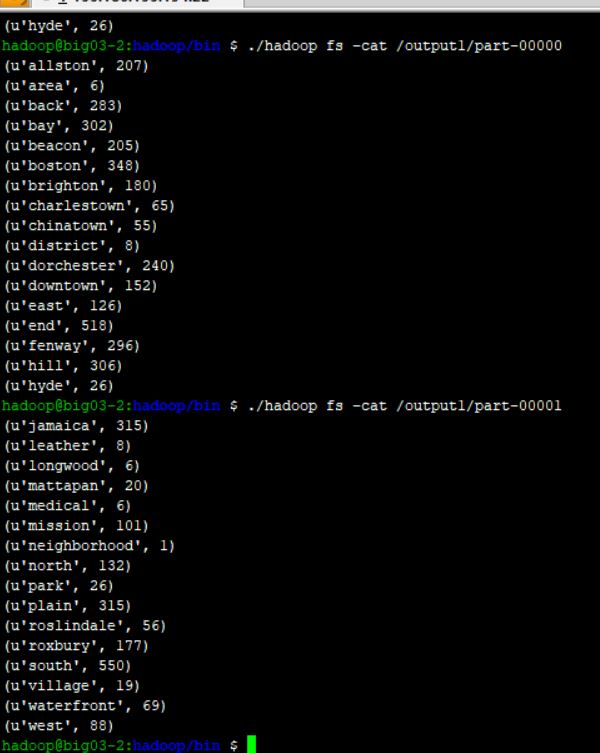 (u'hyde', 26)
hadoop@big03-2:hadoop/bin $ ./hadoop fs -cat /output1/part-00000
(u'allston', 207)
(u'area', 6)
(u'back', 283)
(u'bay', 302)
(u'beacon', 205)
(u'boston', 348)
(u'brighton', 180)
(u'charlestown', 65)
(u'chinatown', 55)
(u'district', 8)
(u'dorchester', 240)
(u'downtown', 152)
(u'east', 126)
(u'end', 518)
(u'fenway', 296)
(u'hill', 306)
(u'hyde', 26)
hadoop@big03-2:hadoop/bin $ ./hadoop fs -cat /output1/part-00001
(u'jamaica', 315)
(u'leather', 8)
(u'longwood', 6)
(u'mattapan', 20)
(u'medical', 6)
(u'mission', 101)
(u'neighborhood', 1)
(u'north', 132)
(u'park', 26)
(u'plain', 315)
(u'roslindale', 56)
(u'roxbury', 177)
(u'south', 550)
(u'village', 19)
(u'waterfront', 69)
(u'west', 88)
hadoop@big03-2:hadoop/bin $